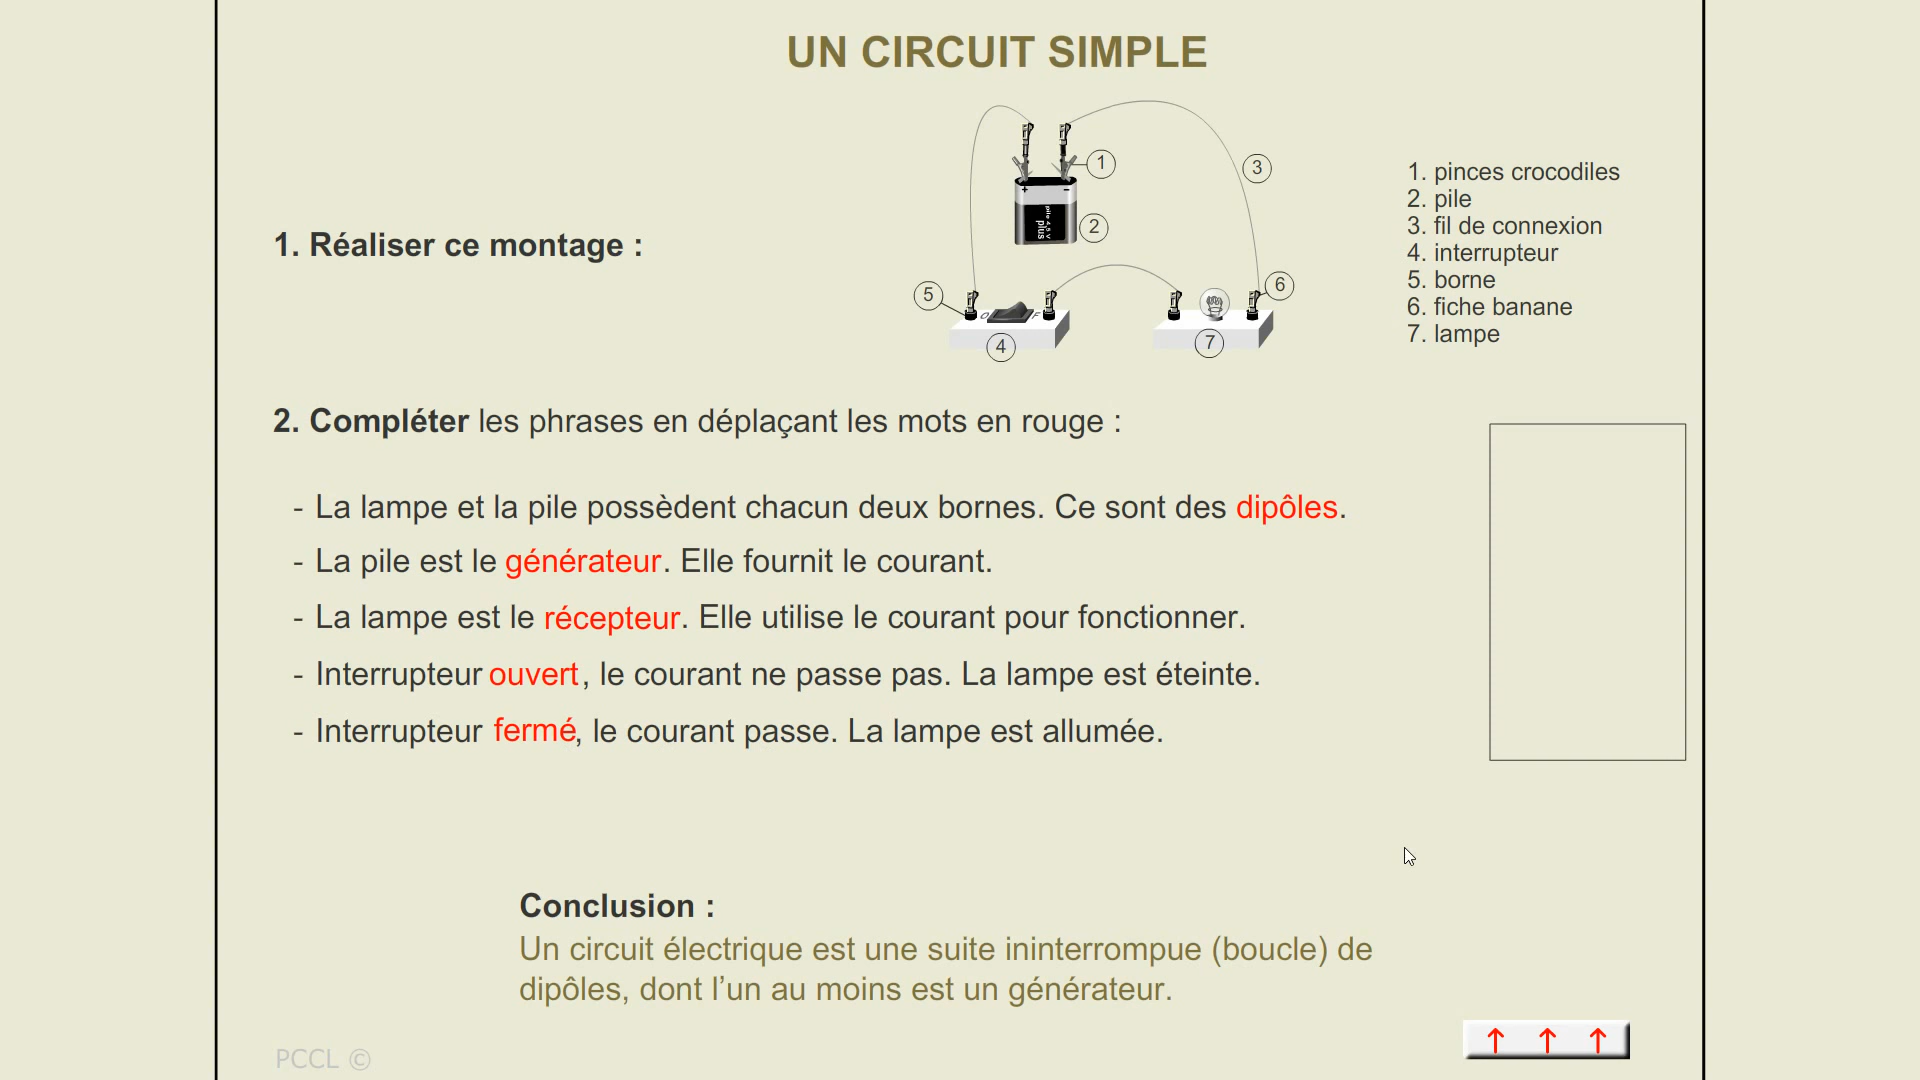 UN CIRCUIT SIMPLE
1
3
+ −
pile 4,5 V
plus
2
1. pinces crocodiles
2. pile
3. fil de connexion
4. interrupteur
5. borne
6. fiche banane
7. lampe
1. Réaliser ce montage :
5
O F
6
4
7
2. Compléter les phrases en déplaçant les mots en rouge :
- La lampe et la pile possèdent chacun deux bornes. Ce sont des dipôles.
- La pile est le générateur. Elle fournit le courant.
- La lampe est le récepteur. Elle utilise le courant pour fonctionner.
- Interrupteur ouvert, le courant ne passe pas. La lampe est éteinte.
- Interrupteur fermé, le courant passe. La lampe est allumée.
Conclusion :
Un circuit électrique est une suite ininterrompue (boucle) de
dipôles, dont l’un au moins est un générateur.
↑ ↑ ↑
PCCL ©